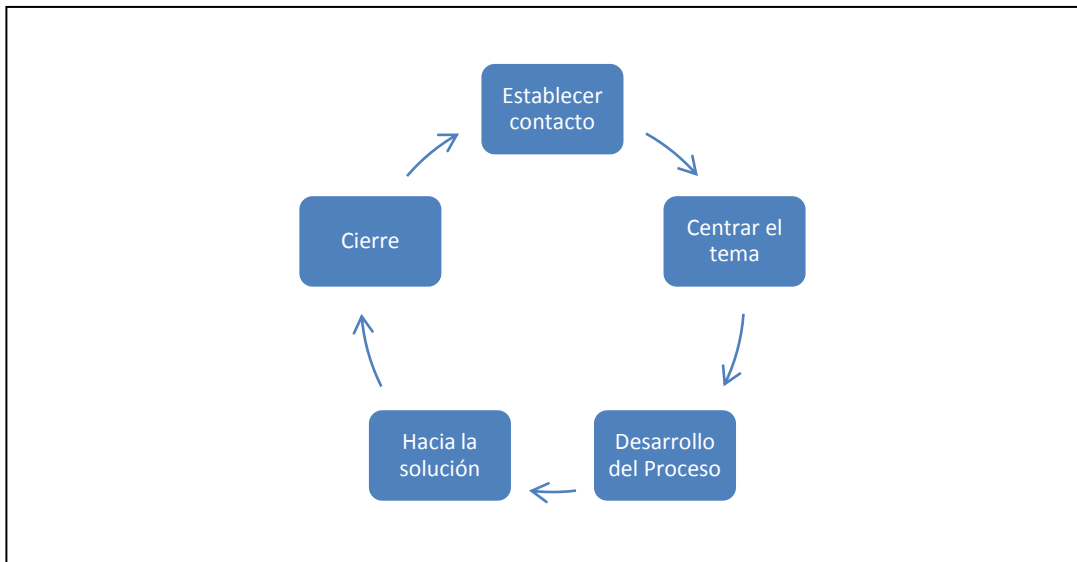 Establecer
contacto
Centrar el
tema
Desarrollo
del Proceso
Hacia la
solución
Cierre